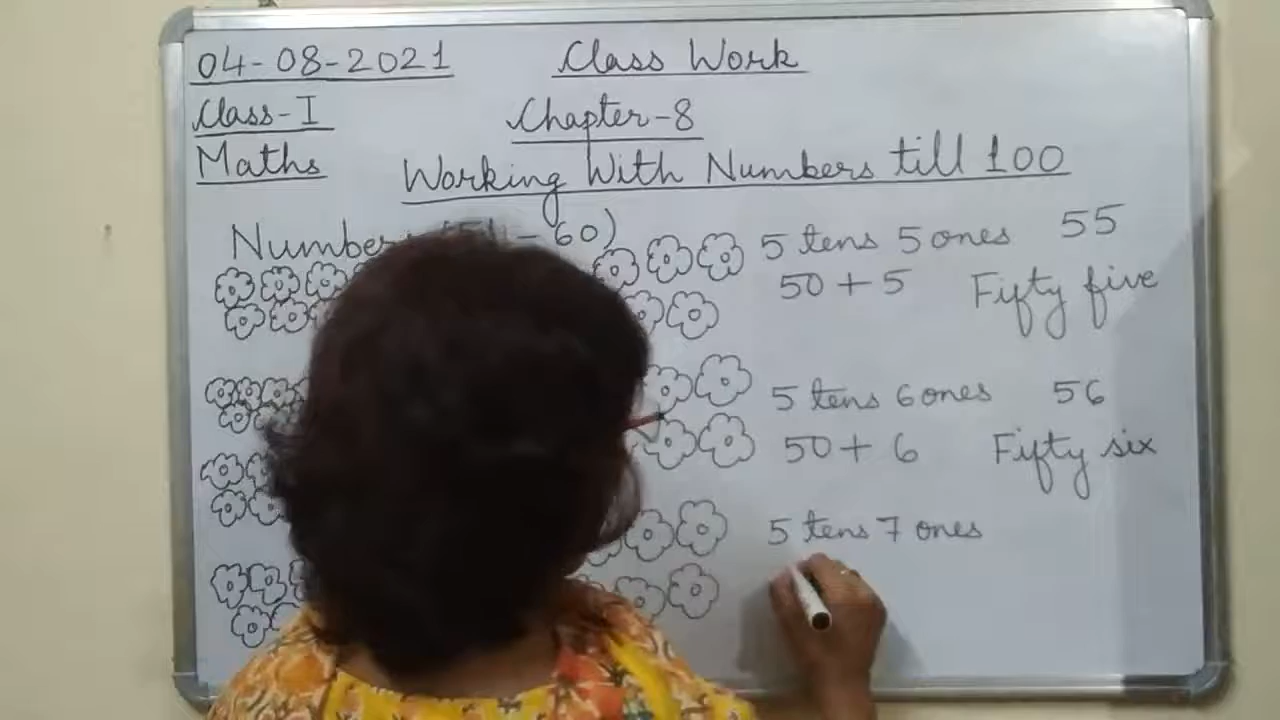 04-08-2021 Class Work
Class-I Chapter-8
Maths Working With Numbers till 100
60)
5 tens 5 ones 55
50 + 5 Fifty five
5 tens 6 ones 56
50 + 6 Fifty six
5 tens 7 ones